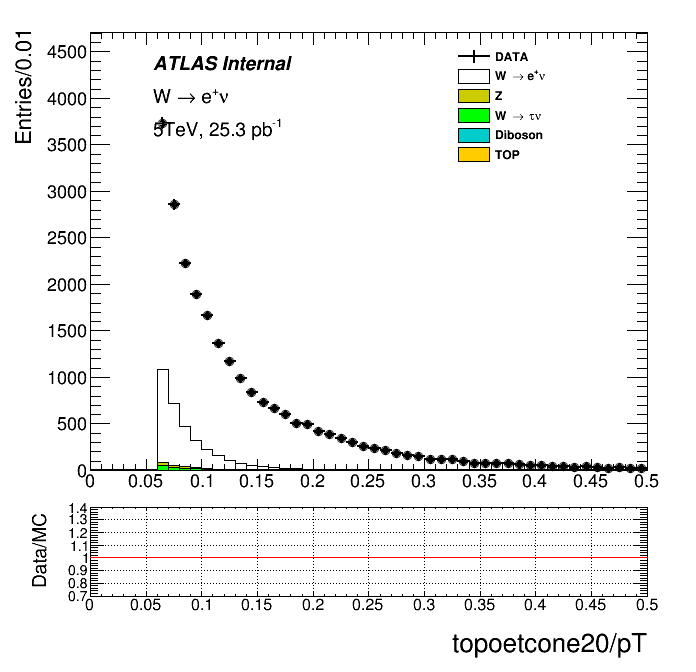 Entries/0.01
4500
4000
3500
3000
2500
2000
1500
1000
500
0
ATLAS Internal
W → e⁺ν
5TeV, 25.3 pb⁻¹
DATA
W → e⁺ν
Z
W → τν
Diboson
TOP
0 0.05 0.1 0.15 0.2 0.25 0.3 0.35 0.4 0.45 0.5
Data/MC
1.4
1.3
1.2
1.1
1
0.9
0.8
0.7
0 0.05 0.1 0.15 0.2 0.25 0.3 0.35 0.4 0.45 0.5
topoetcone20/pT